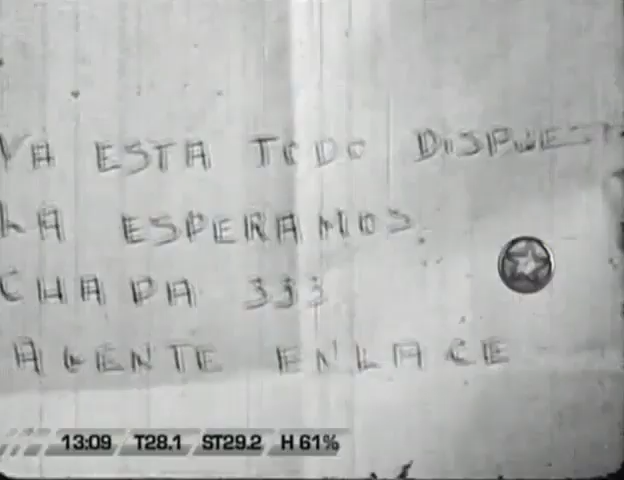 YA ESTA TODO DISPUEST
LA ESPERAMOS.
CHAPA 333
AGENTE ENLACE
13:09 T28.1 ST29.2 H 61%